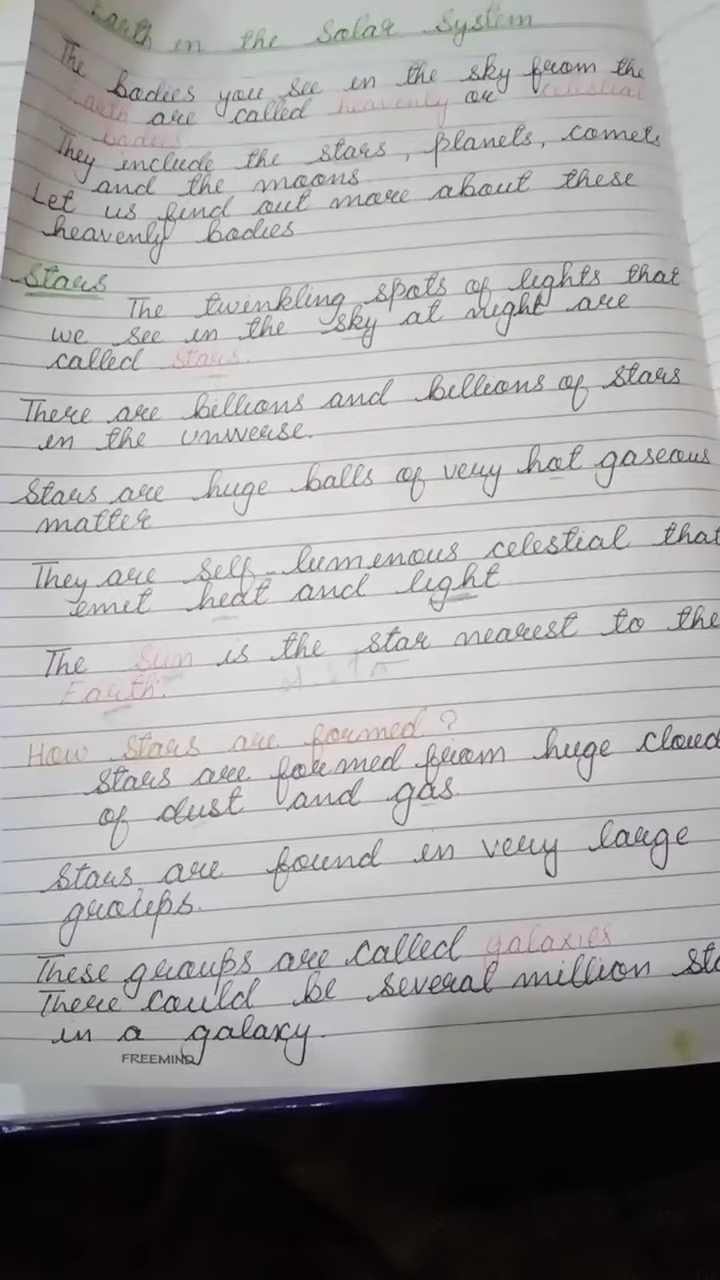 Earth in the Solar System
The bodies you see in the sky from the
Earth are called heavenly or celestial
bodies
They include the stars, planets, comets
and the moons
Let us find out more about these
heavenly bodies
Stars
The twinkling spots of lights that
we see in the sky at night are
called stars.
There are billions and billions of stars
in the universe.
Stars are huge balls of very hot gaseous
matter
They are self-luminous celestial that
emit heat and light
The Sun is the star nearest to the
Earth.
How stars are formed?
Stars are formed from huge cloud
of dust and gas.
Stars are found in very large
groups.
These groups are called galaxies
There could be several million sta
in a galaxy.
FREEMIND